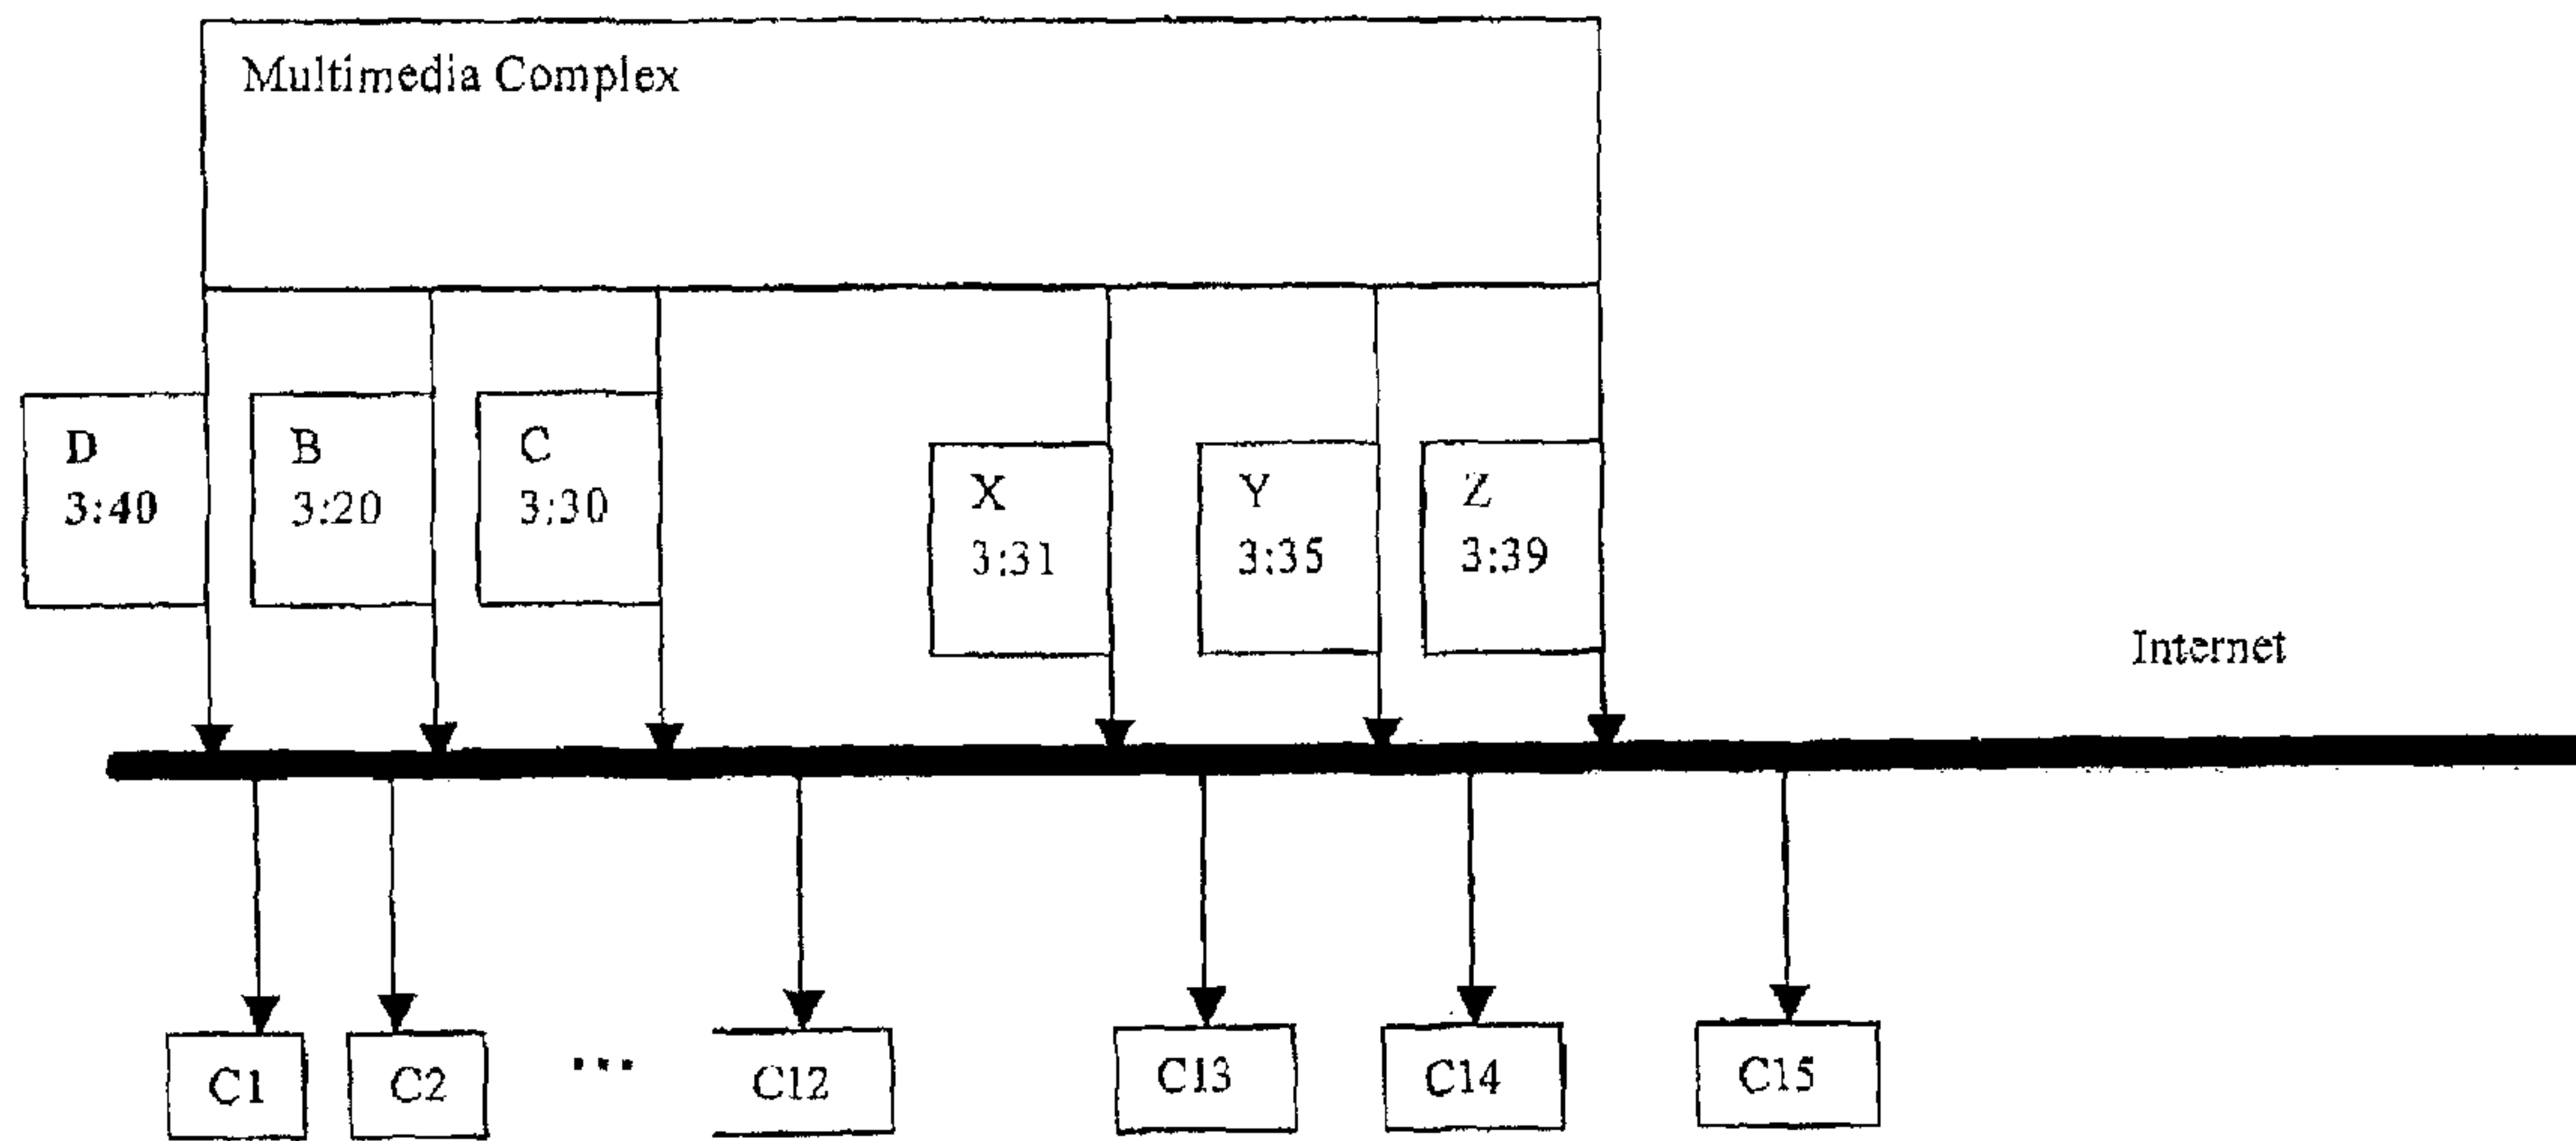 Multimedia Complex
D
3:40
B
3:20
C
3:30
X
3:31
Y
3:35
Z
3:39
Internet
C1
C2
...
C12
C13
C14
C15